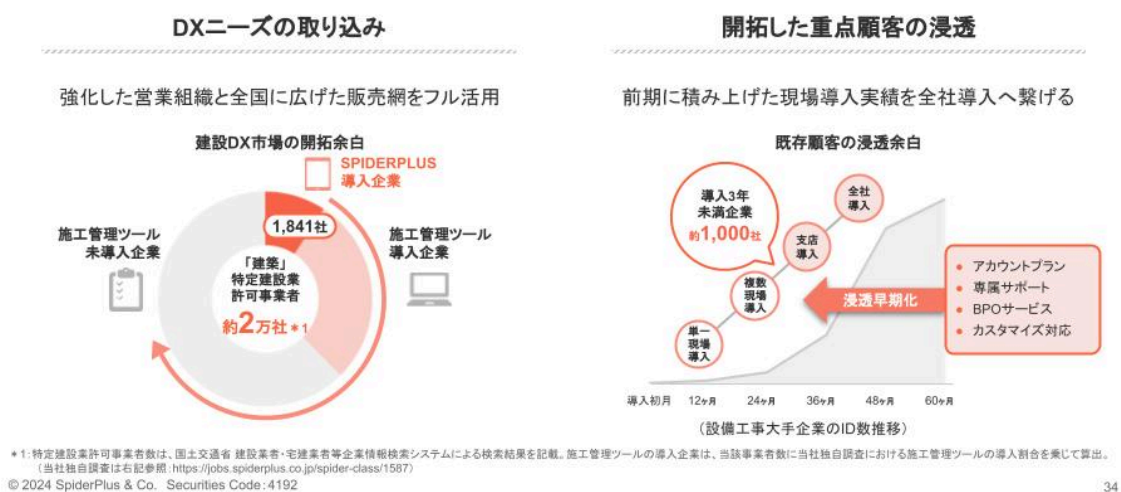 DXニーズの取り込み
強化した営業組織と全国に広げた販売網をフル活用
建設DX市場の開拓余白
SPIDERPLUS
導入企業
1,841社
施工管理ツール
未導入企業
施工管理ツール
導入企業
「建築」
特定建設業
許可事業者
約2万社＊1
開拓した重点顧客の浸透
前期に積み上げた現場導入実績を全社導入へ繋げる
既存顧客の浸透余白
導入3年
未満企業
約1,000社
全社
導入
支店
導入
複数
現場
導入
単一
現場
導入
浸透早期化
• アカウントプラン
• 専属サポート
• BPOサービス
• カスタマイズ対応
導入初月 12ヶ月 24ヶ月 36ヶ月 48ヶ月 60ヶ月
（設備工事大手企業のID数推移）
＊1：特定建設業許可事業者数は、国土交通省 建設業者・宅建業者等企業情報検索システムによる検索結果を記載。施工管理ツールの導入企業は、当該事業者数に当社独自調査における施工管理ツールの導入割合を乗じて算出。
（当社独自調査は右記参照：https://jobs.spiderplus.co.jp/spider-class/1587）
© 2024 SpiderPlus & Co. Securities Code：4192
34